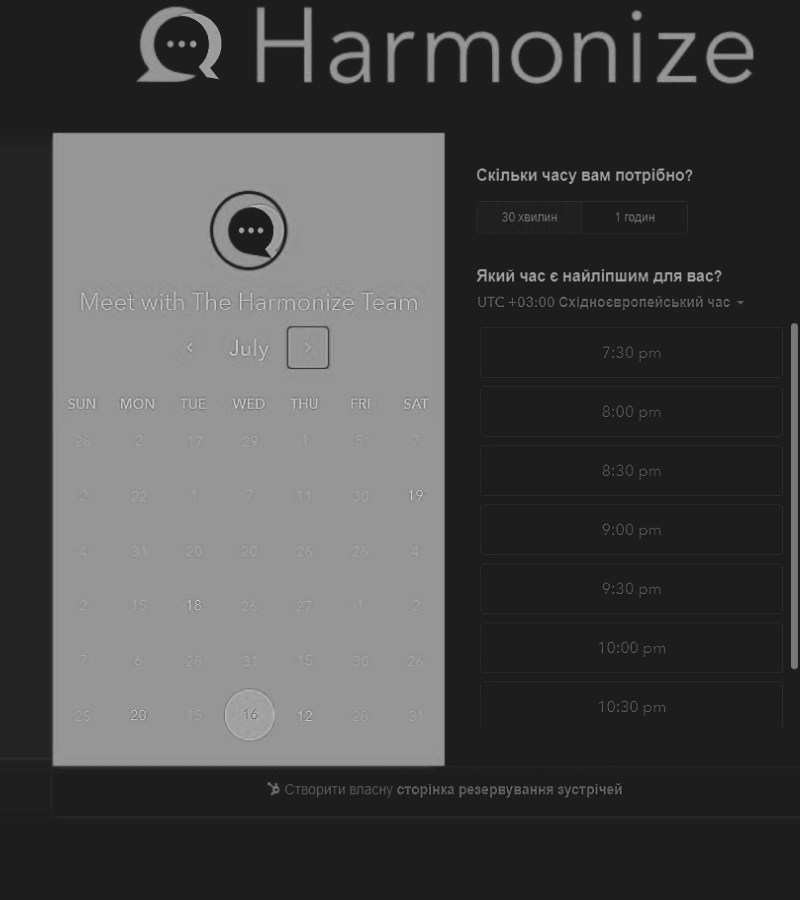 Harmonize
Meet with The Harmonize Team
July
SUN MON TUE WED THU FRI SAT
28 2 17 29 1 5 7
2 22 1 7 11 30 19
4 31 20 20 26 26 4
2 15 18 26 27 1 2
7 6 28 31 15 30 26
25 20 15 16 12 28 31
Скільки часу вам потрібно?
30 хвилин 1 годин
Який час є найліпшим для вас?
UTC +03:00 Східноєвропейський час
7:30 pm
8:00 pm
8:30 pm
9:00 pm
9:30 pm
10:00 pm
10:30 pm
Створити власну сторінка резервування зустрічей